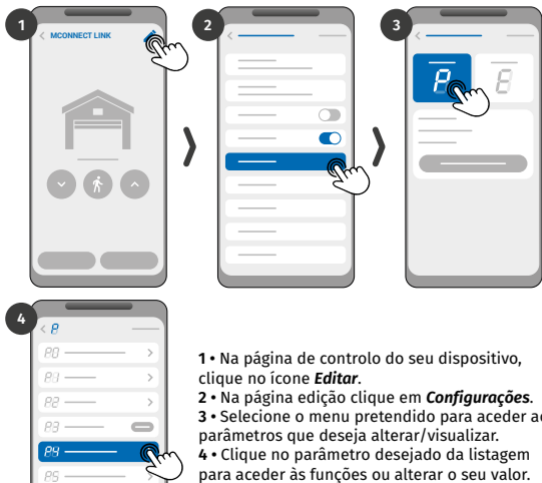 1
2
3
MCONNECT LINK
P
E
4
P
P0
P1
P2
P3
P4
P5
1 • Na página de controlo do seu dispositivo,
clique no ícone Editar.
2 • Na página edição clique em Configurações.
3 • Selecione o menu pretendido para aceder ao
parâmetros que deseja alterar/visualizar.
4 • Clique no parâmetro desejado da listagem
para aceder às funções ou alterar o seu valor.